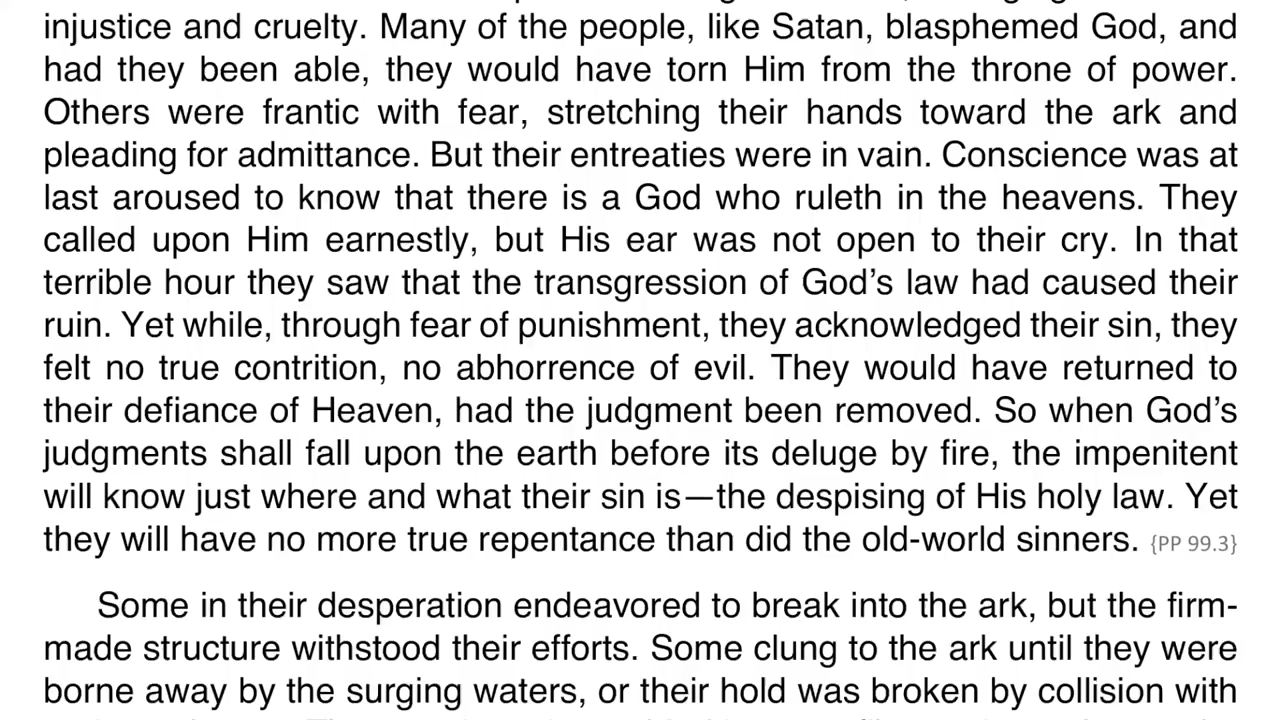 injustice and cruelty. Many of the people, like Satan, blasphemed God, and
had they been able, they would have torn Him from the throne of power.
Others were frantic with fear, stretching their hands toward the ark and
pleading for admittance. But their entreaties were in vain. Conscience was at
last aroused to know that there is a God who ruleth in the heavens. They
called upon Him earnestly, but His ear was not open to their cry. In that
terrible hour they saw that the transgression of God’s law had caused their
ruin. Yet while, through fear of punishment, they acknowledged their sin, they
felt no true contrition, no abhorrence of evil. They would have returned to
their defiance of Heaven, had the judgment been removed. So when God’s
judgments shall fall upon the earth before its deluge by fire, the impenitent
will know just where and what their sin is—the despising of His holy law. Yet
they will have no more true repentance than did the old-world sinners. {PP 99.3}
Some in their desperation endeavored to break into the ark, but the firm-
made structure withstood their efforts. Some clung to the ark until they were
borne away by the surging waters, or their hold was broken by collision with